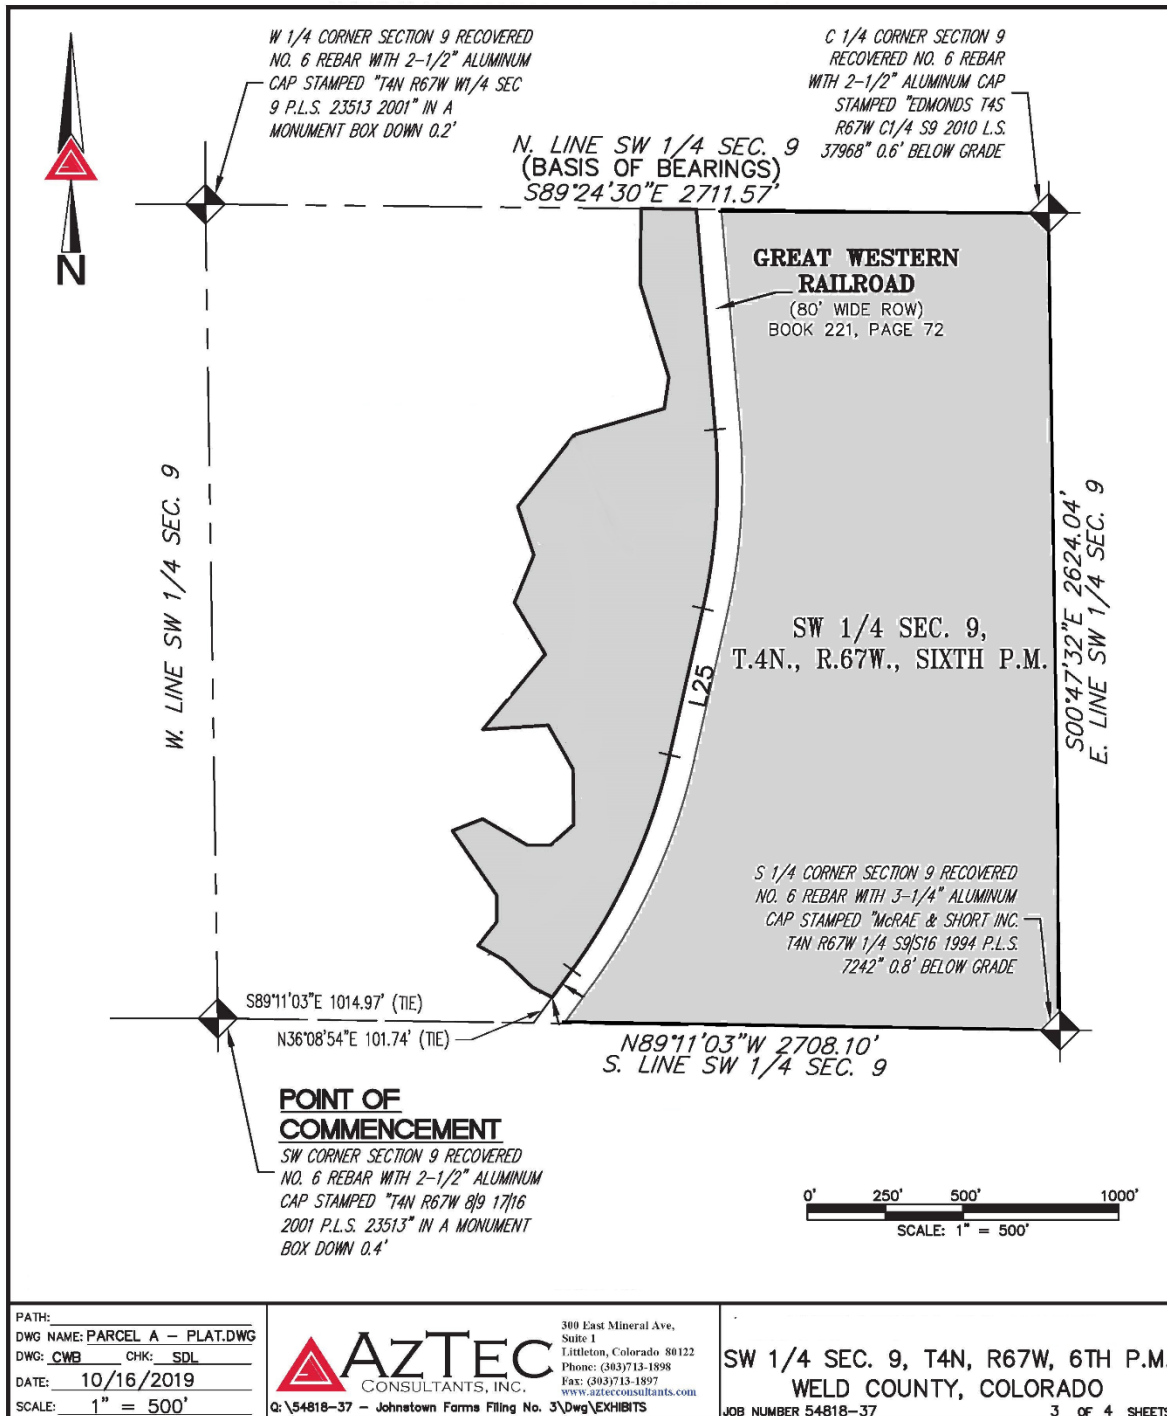 W 1/4 CORNER SECTION 9 RECOVERED
NO. 6 REBAR WITH 2-1/2" ALUMINUM
CAP STAMPED "T4N R67W W1/4 SEC
9 P.L.S. 23513 2001" IN A
MONUMENT BOX DOWN 0.2'
C 1/4 CORNER SECTION 9
RECOVERED NO. 6 REBAR
WITH 2-1/2" ALUMINUM CAP
STAMPED "EDMONDS T4S
R67W C1/4 S9 2010 L.S.
37968" 0.6' BELOW GRADE
N. LINE SW 1/4 SEC. 9
(BASIS OF BEARINGS)
S89°24'30"E 2711.57'
N
GREAT WESTERN
RAILROAD
(80' WIDE ROW)
BOOK 221, PAGE 72
W. LINE SW 1/4 SEC. 9
SW 1/4 SEC. 9,
T.4N., R.67W., SIXTH P.M.
L25
S00°47'32"E 2624.04'
E. LINE SW 1/4 SEC. 9
S 1/4 CORNER SECTION 9 RECOVERED
NO. 6 REBAR WITH 3-1/4" ALUMINUM
CAP STAMPED "McRAE & SHORT INC.
T4N R67W 1/4 S9|S16 1994 P.L.S.
7242" 0.8' BELOW GRADE
S89°11'03"E 1014.97' (TIE)
N36°08'54"E 101.74' (TIE)
N89°11'03"W 2708.10'
S. LINE SW 1/4 SEC. 9
POINT OF
COMMENCEMENT
SW CORNER SECTION 9 RECOVERED
NO. 6 REBAR WITH 2-1/2" ALUMINUM
CAP STAMPED "T4N R67W 8|9 17|16
2001 P.L.S. 23513" IN A MONUMENT
BOX DOWN 0.4'
0' 250' 500' 1000'
SCALE: 1" = 500'
PATH:
DWG NAME: PARCEL A - PLAT.DWG
DWG: CWB CHK: SDL
DATE: 10/16/2019
SCALE: 1" = 500'
AZTEC
CONSULTANTS, INC.
300 East Mineral Ave,
Suite 1
Littleton, Colorado 80122
Phone: (303)713-1898
Fax: (303)713-1897
www.aztecconsultants.com
Q:\54818-37 - Johnstown Farms Filing No. 3\Dwg\EXHIBITS
SW 1/4 SEC. 9, T4N, R67W, 6TH P.M.
WELD COUNTY, COLORADO
JOB NUMBER 54818-37 3 OF 4 SHEETS